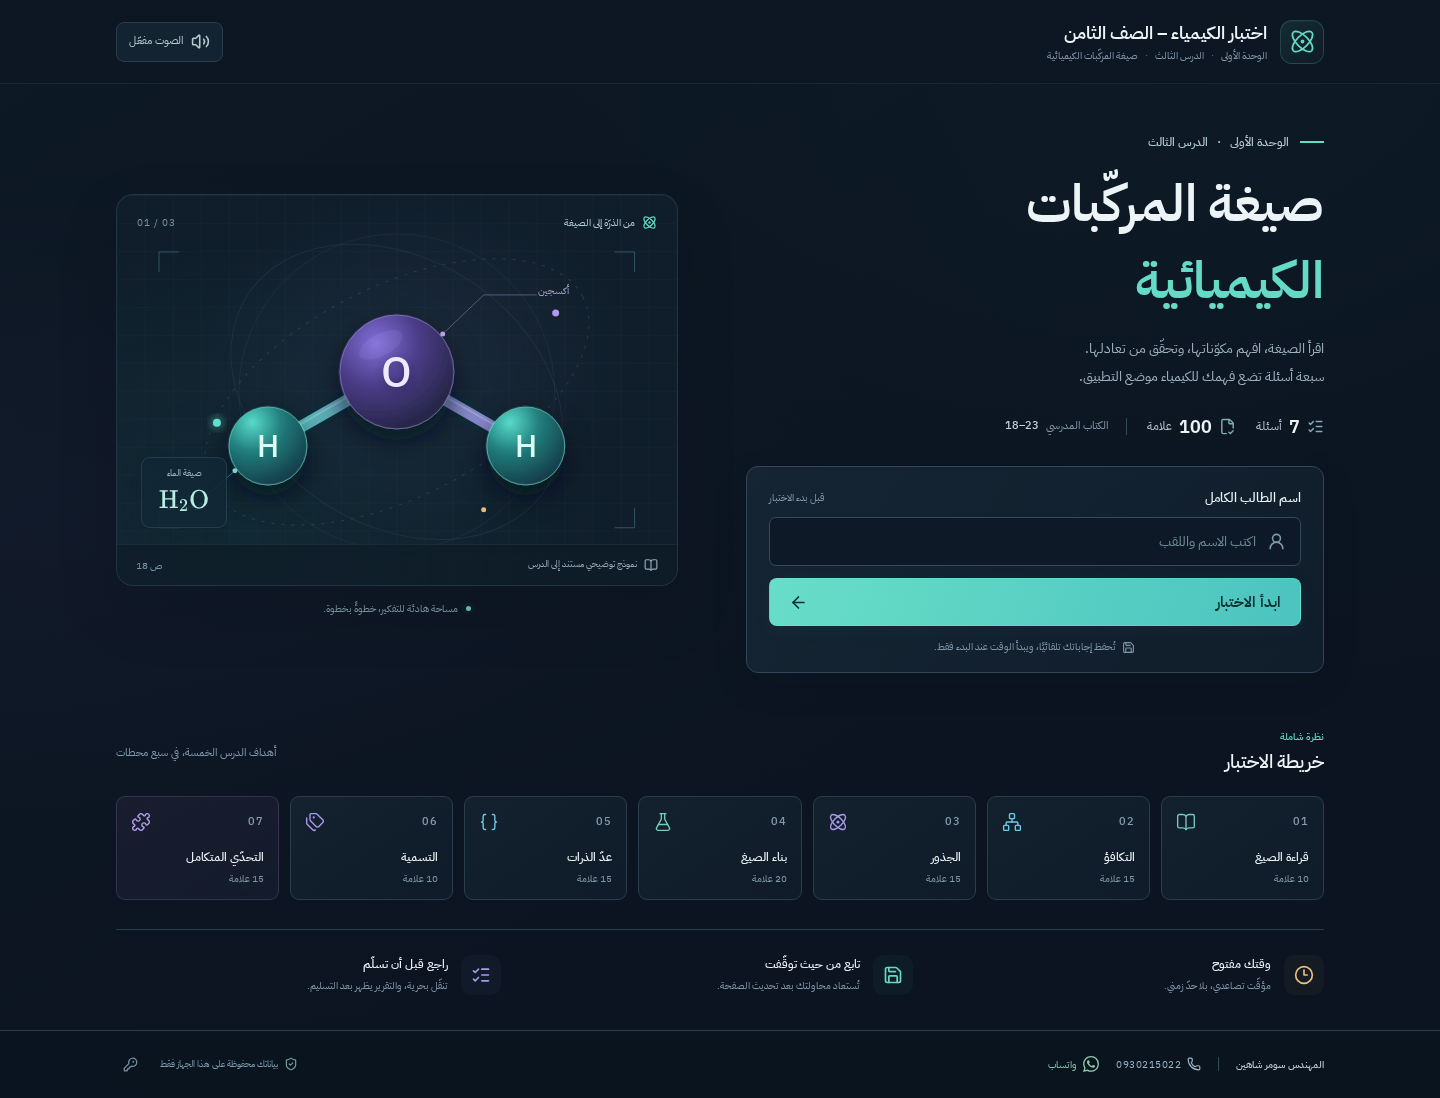 اختبار الكيمياء – الصف الثامن
الوحدة الأولى · الدرس الثالث · صيغة المركّبات الكيميائية
الصوت مفعّل
الوحدة الأولى · الدرس الثالث
صيغة المركّبات
الكيميائية
اقرأ الصيغة، افهم مكوّناتها، وتحقّق من تعادلها.
سبعة أسئلة تضع فهمك للكيمياء موضع التطبيق.
7 أسئلة
100 علامة
الكتاب المدرسي 18–23
اسم الطالب الكامل
قبل بدء الاختبار
اكتب الاسم واللقب
ابدأ الاختبار
تُحفظ إجاباتك تلقائيًا، ويبدأ الوقت عند البدء فقط.
من الذرّة إلى الصيغة
01 / 03
أكسجين
O
H
H
صيغة الماء
H₂O
نموذج توضيحي مستند إلى الدرس
ص 18
مساحة هادئة للتفكير، خطوةً بخطوة.
نظرة شاملة
خريطة الاختبار
أهداف الدرس الخمسة، في سبع محطات
01
قراءة الصيغ
10 علامة
02
التكافؤ
15 علامة
03
الجذور
15 علامة
04
بناء الصيغ
20 علامة
05
عدّ الذرات
15 علامة
06
التسمية
10 علامة
07
التحدّي المتكامل
15 علامة
وقتك مفتوح
مؤقّت تصاعدي، بلا حدّ زمني.
تابع من حيث توقّفت
تُستعاد محاولتك بعد تحديث الصفحة.
راجع قبل أن تسلّم
تنقّل بحرية، والتقرير يظهر بعد التسليم.
المهندس سومر شاهين
0930215022
واتساب
بياناتك محفوظة على هذا الجهاز فقط